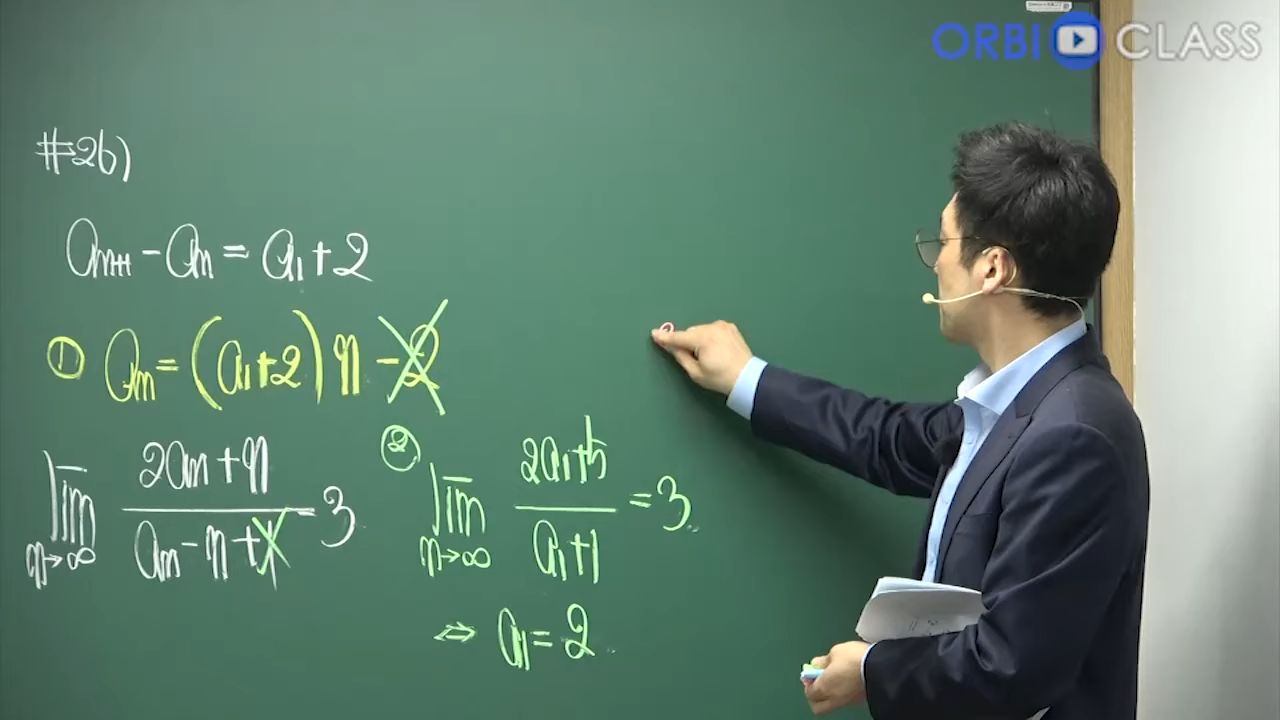 ORBI CLASS
#26)
aₙ₊₁ - aₙ = a₁ + 2
① aₙ = (a₁+2) n - 2
lim n→∞ (2aₙ + n)/(aₙ - n + 1) = 3
② lim n→∞ (2a₁+5)/(a₁+1) = 3
⇔ a₁ = 2